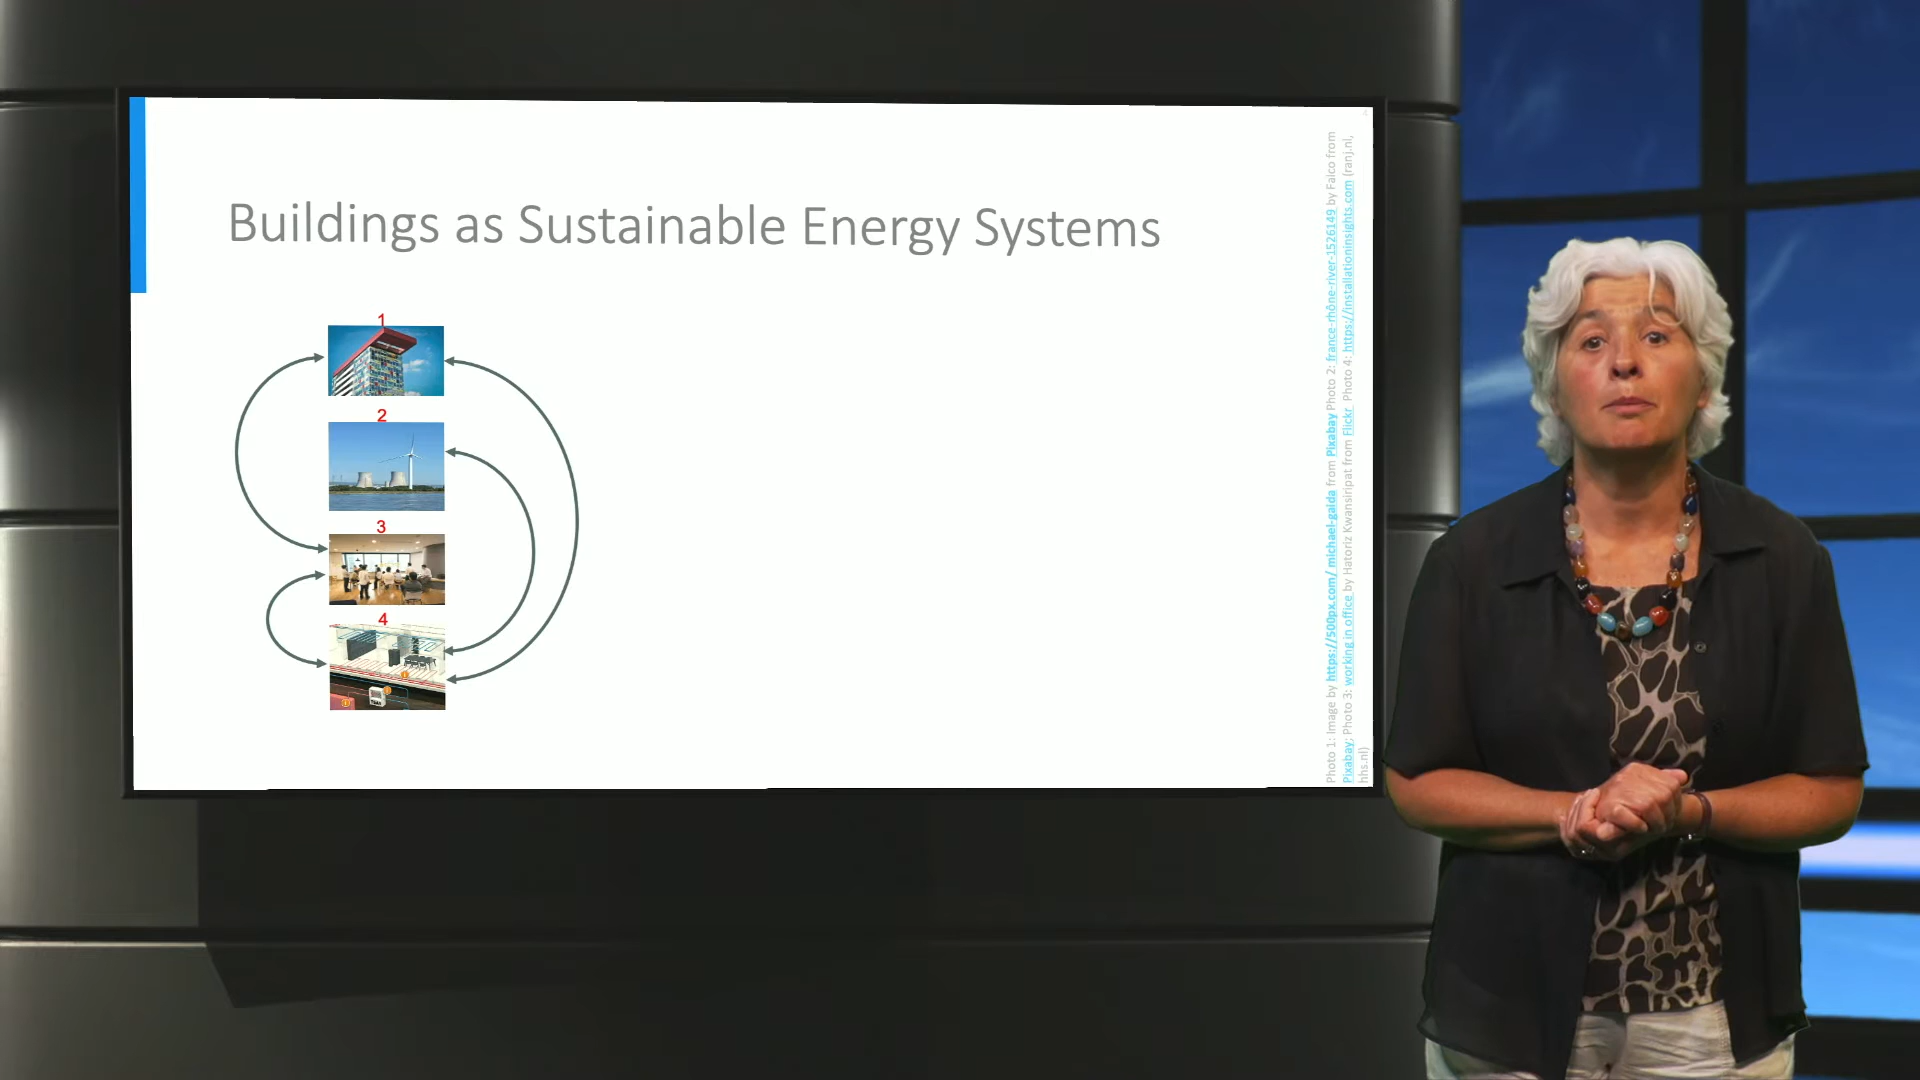 Buildings as Sustainable Energy Systems
1
2
3
4
Photo 1: Image by https://500px.com/ michael-gaida from Pixabay Photo 2: france-rhône-river-1526149 by Falco from
Pixabay; Photo 3: working in office by Hatoriz Kwansiripat from Flickr Photo 4: https://installationinsights.com (ranj.nl,
hhs.nl)